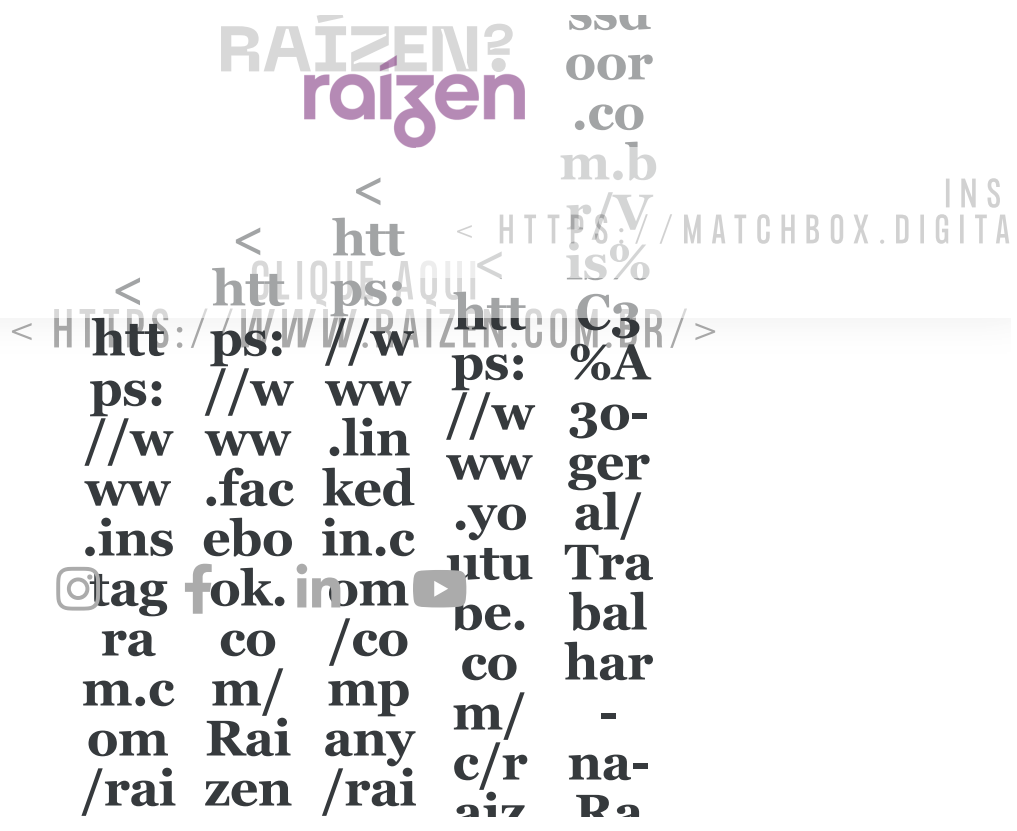 RAÍZEN?
raízen
INS
< HTTPS://MATCHBOX.DIGITA
CLIQUE AQUI
< HTTPS://WWW.RAIZEN.COM.BR/>
<
htt
ps:
//w
ww
.ins
tag
ra
m.c
om
/rai
<
htt
ps:
//w
ww
.fac
ebo
ok.
co
m/
Rai
zen
<
htt
ps:
//w
ww
.lin
ked
in.c
om
/co
mp
any
/rai
<
htt
ps:
//w
ww
.yo
utu
be.
co
m/
c/r
aiz
ssd
oor
.co
m.b
r/V
is%
C3
%A
3o-
ger
al/
Tra
bal
har
-
na-
Ra